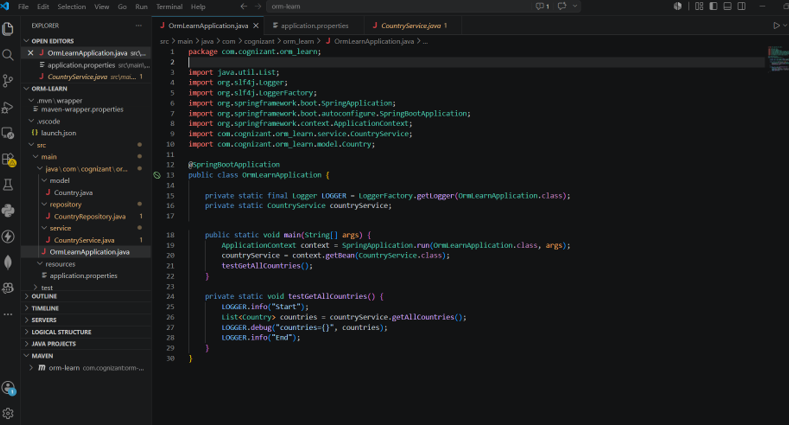 File Edit Selection View Go Run Terminal Help
orm-learn
1
EXPLORER
OPEN EDITORS
OrmLearnApplication.java src\...
application.properties src\main...
CountryService.java src\mai... 1
ORM-LEARN
.mvn\wrapper
maven-wrapper.properties
.vscode
launch.json
src
main
java\com\cognizant\or...
model
Country.java
repository
CountryRepository.java 1
service
CountryService.java 1
OrmLearnApplication.java
resources
application.properties
test
OUTLINE
TIMELINE
SERVERS
LOGICAL STRUCTURE
JAVA PROJECTS
MAVEN
orm-learn com.cognizant:orm-...
OrmLearnApplication.java
application.properties
CountryService.java 1
src > main > java > com > cognizant > orm_learn > OrmLearnApplication.java > ...
1 package com.cognizant.orm_learn;
2
3 import java.util.List;
4 import org.slf4j.Logger;
5 import org.slf4j.LoggerFactory;
6 import org.springframework.boot.SpringApplication;
7 import org.springframework.boot.autoconfigure.SpringBootApplication;
8 import org.springframework.context.ApplicationContext;
9 import com.cognizant.orm_learn.service.CountryService;
10 import com.cognizant.orm_learn.model.Country;
11
12 @SpringBootApplication
13 public class OrmLearnApplication {
14
15 private static final Logger LOGGER = LoggerFactory.getLogger(OrmLearnApplication.class);
16 private static CountryService countryService;
17
18 public static void main(String[] args) {
19 ApplicationContext context = SpringApplication.run(OrmLearnApplication.class, args);
20 countryService = context.getBean(CountryService.class);
21 testGetAllCountries();
22 }
23
24 private static void testGetAllCountries() {
25 LOGGER.info("Start");
26 List<Country> countries = countryService.getAllCountries();
27 LOGGER.debug("countries={}", countries);
28 LOGGER.info("End");
29 }
30 }